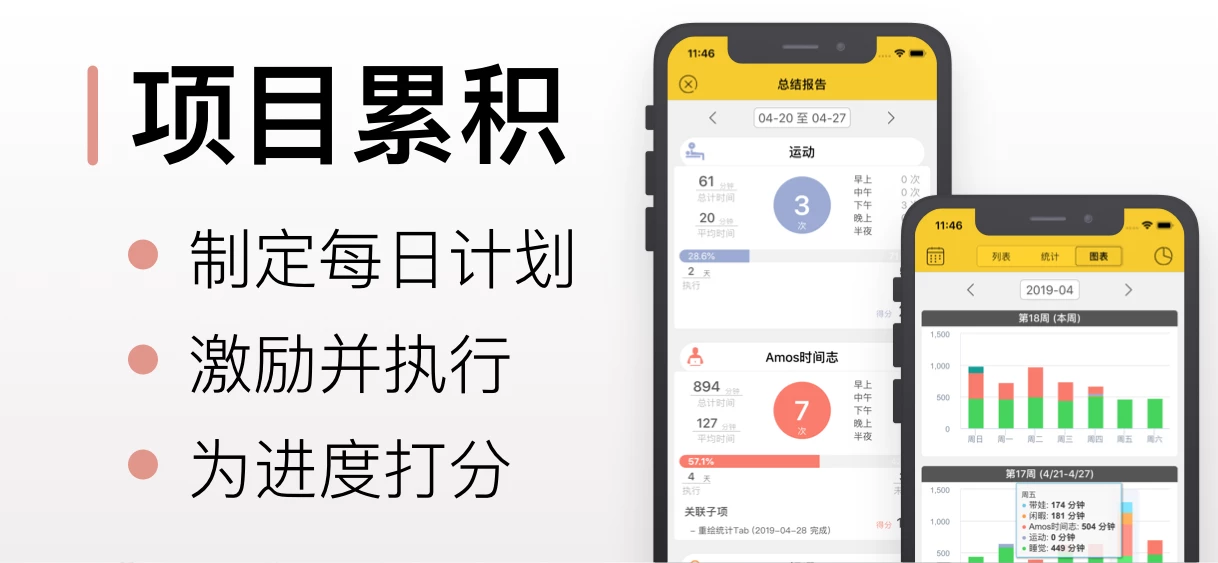 项目累积
制定每日计划
激励并执行
为进度打分
11:46
总结报告
04-20 至 04-27
运动
61 分钟
总计时间
20 分钟
平均时间
3
次
早上 0 次
中午 0 次
下午 3
晚上
半夜
28.6%
2 天
执行
得分
Amos时间志
894 分钟
总计时间
127 分钟
平均时间
7
次
早上
中午
下午
晚上
半夜
57.1%
4 天
执行
关联子项
- 重绘统计Tab (2019-04-28 完成)
得分
11:46
列表 统计 图表
2019-04
第18周 (本周)
1,500
1,000
500
0
周日 周一 周二 周三 周四 周五 周六
第17周 (4/21-4/27)
1,500
1,000
500
周五
带娃: 174 分钟
闲暇: 181 分钟
Amos时间志: 504 分钟
运动: 0 分钟
睡觉: 449 分钟